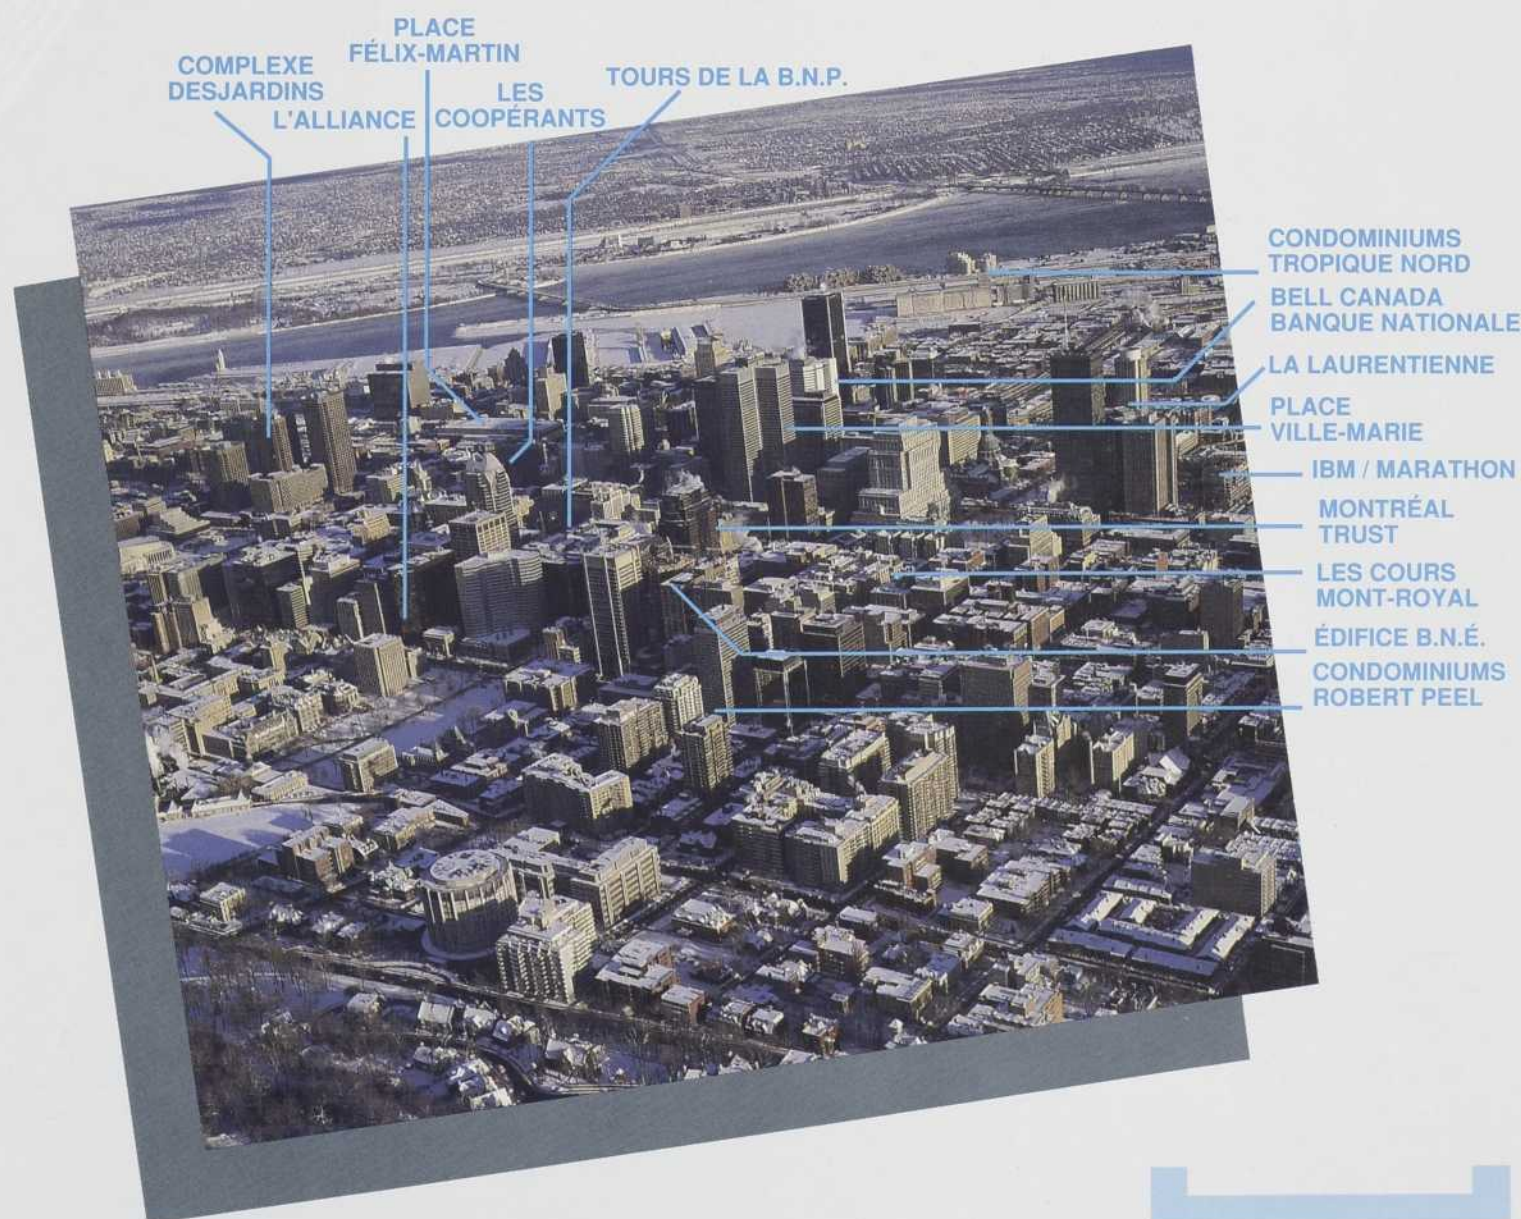 PLACE
FÉLIX-MARTIN
COMPLEXE
DESJARDINS
L'ALLIANCE
LES
COOPÉRANTS
TOURS DE LA B.N.P.
CONDOMINIUMS
TROPIQUE NORD
BELL CANADA
BANQUE NATIONALE
LA LAURENTIENNE
PLACE
VILLE-MARIE
IBM / MARATHON
MONTRÉAL
TRUST
LES COURS
MONT-ROYAL
ÉDIFICE B.N.É.
CONDOMINIUMS
ROBERT PEEL